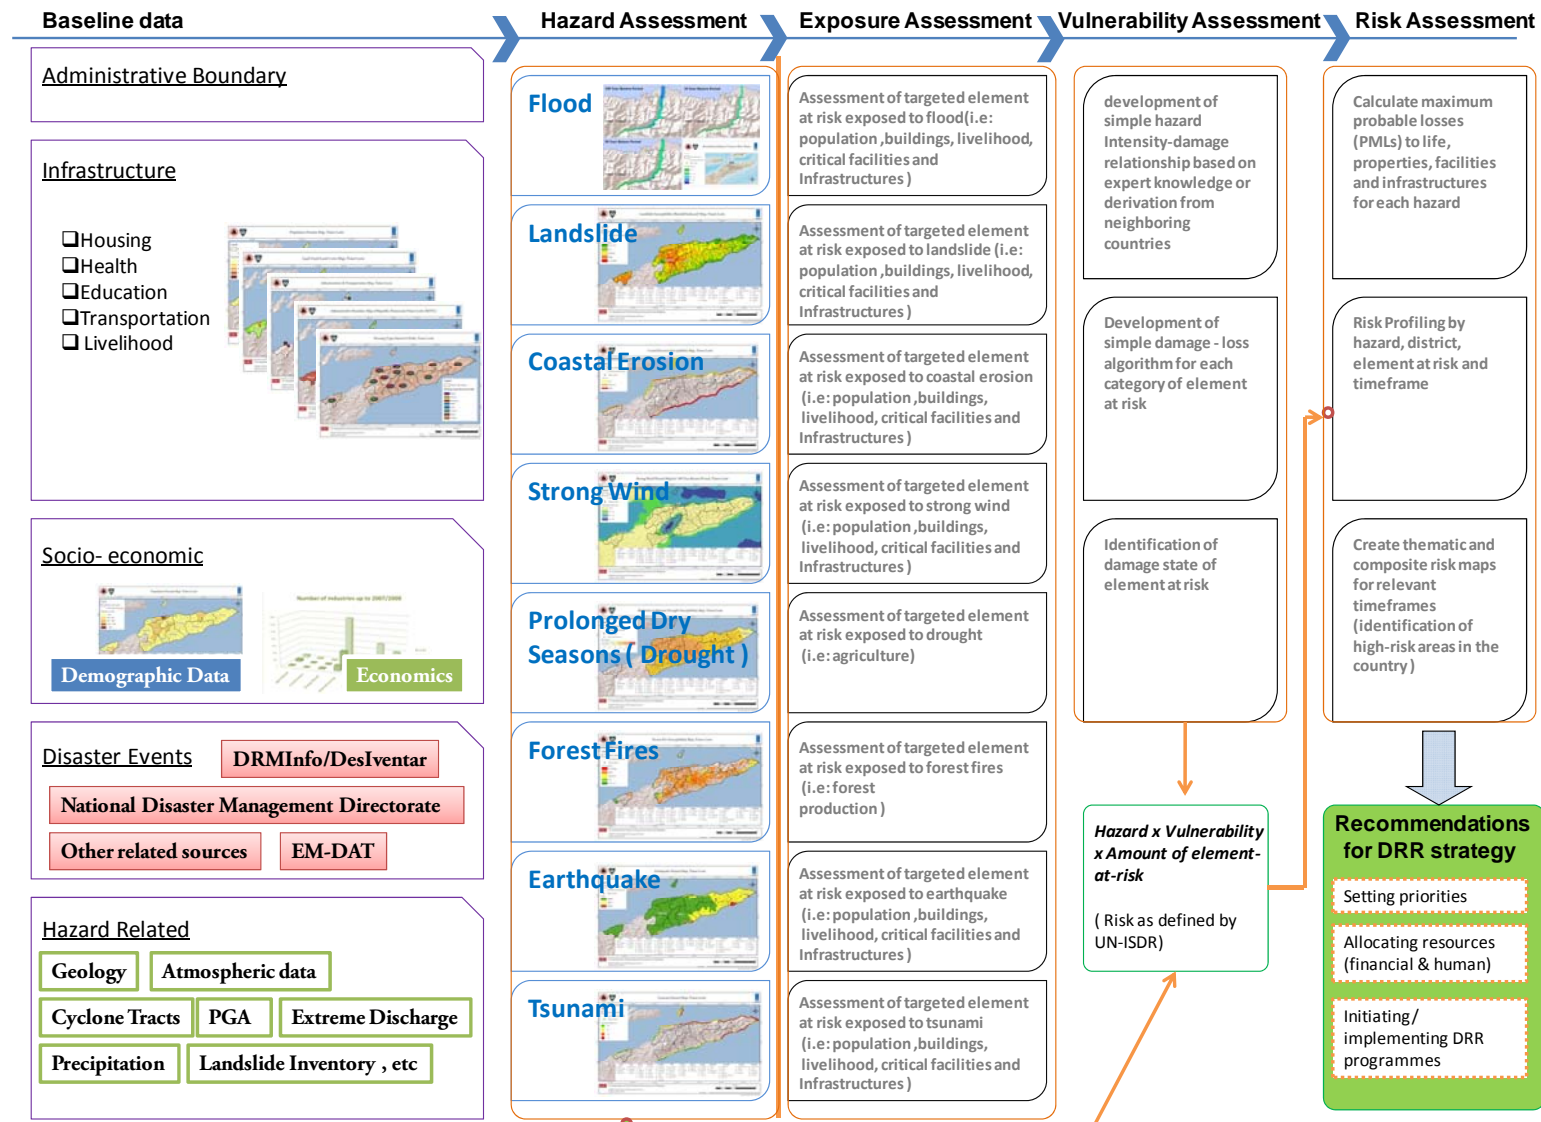 Baseline data
Hazard Assessment
Exposure Assessment
Vulnerability Assessment
Risk Assessment
Administrative Boundary
Infrastructure
❑Housing
❑Health
❑Education
❑Transportation
❑ Livelihood
Socio- economic
Number of industries up to 2007/2008
Demographic Data
Economics
Disaster Events
DRMInfo/DesIventar
National Disaster Management Directorate
Other related sources
EM-DAT
Hazard Related
Geology
Atmospheric data
Cyclone Tracts
PGA
Extreme Discharge
Precipitation
Landslide Inventory , etc
Flood
Landslide
Coastal Erosion
Strong Wind
Prolonged Dry
Seasons ( Drought )
Forest Fires
Earthquake
Tsunami
Assessment of targeted element
at risk exposed to flood(i.e:
population ,buildings, livelihood,
critical facilities and
Infrastructures )
Assessment of targeted element
at risk exposed to landslide (i.e:
population ,buildings, livelihood,
critical facilities and
Infrastructures )
Assessment of targeted element
at risk exposed to coastal erosion
(i.e: population ,buildings,
livelihood, critical facilities and
Infrastructures )
Assessment of targeted element
at risk exposed to strong wind
(i.e: population ,buildings,
livelihood, critical facilities and
Infrastructures )
Assessment of targeted element
at risk exposed to drought
(i.e: agriculture)
Assessment of targeted element
at risk exposed to forest fires
(i.e: forest
production )
Assessment of targeted element
at risk exposed to earthquake
(i.e: population ,buildings,
livelihood, critical facilities and
Infrastructures )
Assessment of targeted element
at risk exposed to tsunami
(i.e: population ,buildings,
livelihood, critical facilities and
Infrastructures )
development of
simple hazard
Intensity-damage
relationship based on
expert knowledge or
derivation from
neighboring
countries
Development of
simple damage - loss
algorithm for each
category of element
at risk
Identification of
damage state of
element at risk
Hazard x Vulnerability
x Amount of element-
at-risk
( Risk as defined by
UN-ISDR)
Calculate maximum
probable losses
(PMLs) to life,
properties, facilities
and infrastructures
for each hazard
Risk Profiling by
hazard, district,
element at risk and
timeframe
Create thematic and
composite risk maps
for relevant
timeframes
(identification of
high-risk areas in the
country )
Recommendations
for DRR strategy
Setting priorities
Allocating resources
(financial & human)
Initiating/
implementing DRR
programmes